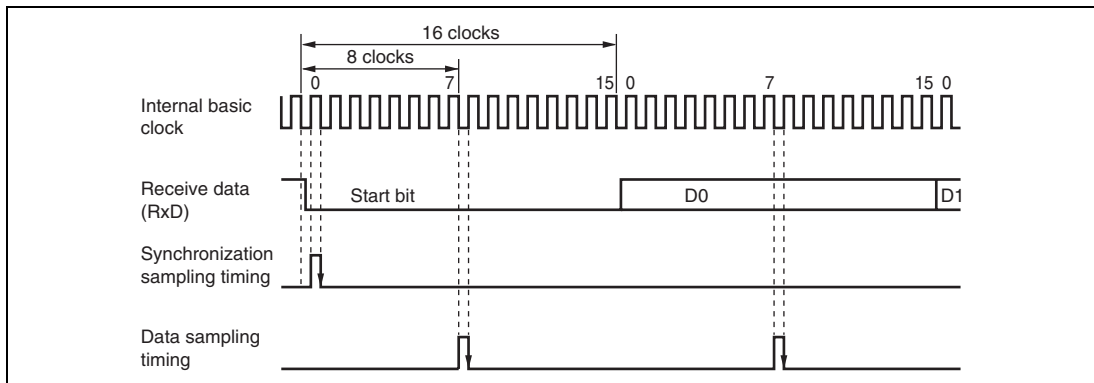 16 clocks
8 clocks
0 7 15 0 7 15 0
Internal basic
clock
Receive data
(RxD)
Start bit D0 D1
Synchronization
sampling timing
Data sampling
timing